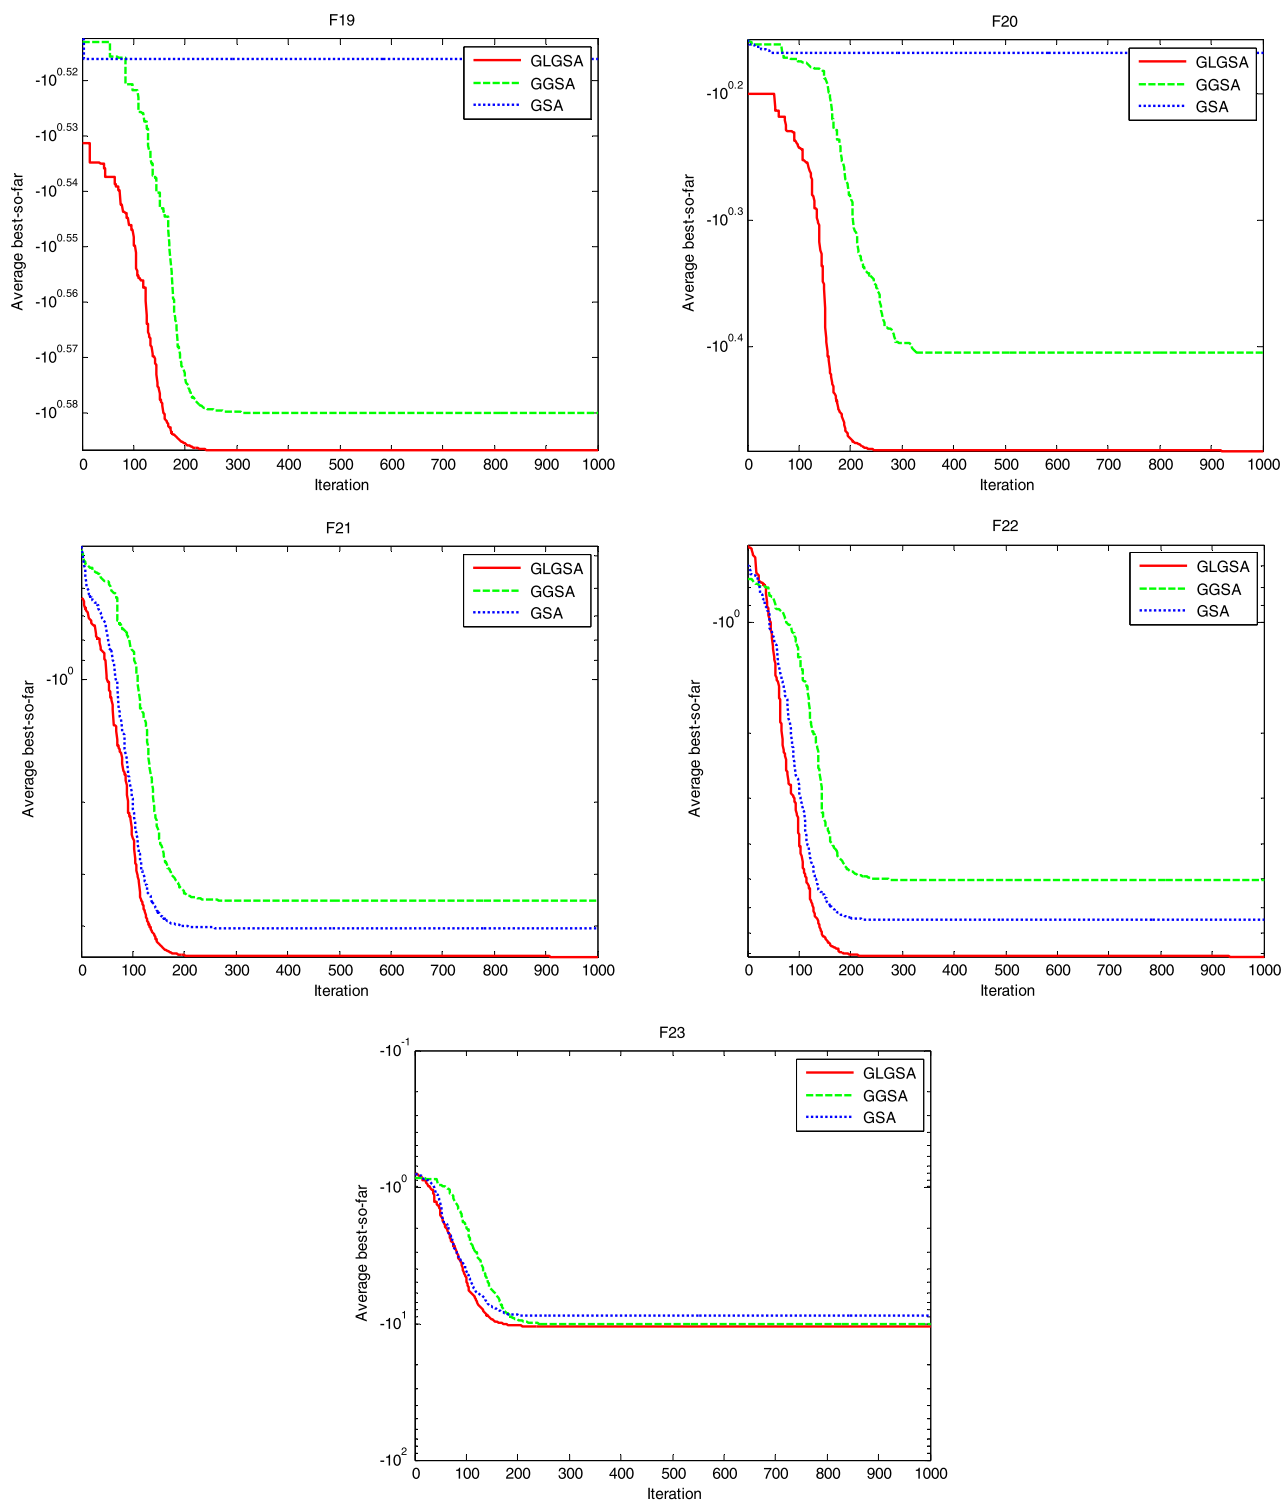 F19
-10^0.52
-10^0.53
-10^0.54
-10^0.55
-10^0.56
-10^0.57
-10^0.58
Average best-so-far
GLGSA
GGSA
GSA
0 100 200 300 400 500 600 700 800 900 1000
Iteration
F20
-10^0.2
-10^0.3
-10^0.4
Average best-so-far
GLGSA
GGSA
GSA
0 100 200 300 400 500 600 700 800 900 1000
Iteration
F21
-10^0
Average best-so-far
GLGSA
GGSA
GSA
0 100 200 300 400 500 600 700 800 900 1000
Iteration
F22
-10^0
Average best-so-far
GLGSA
GGSA
GSA
0 100 200 300 400 500 600 700 800 900 1000
Iteration
F23
-10^-1
-10^0
-10^1
-10^2
Average best-so-far
GLGSA
GGSA
GSA
0 100 200 300 400 500 600 700 800 900 1000
Iteration